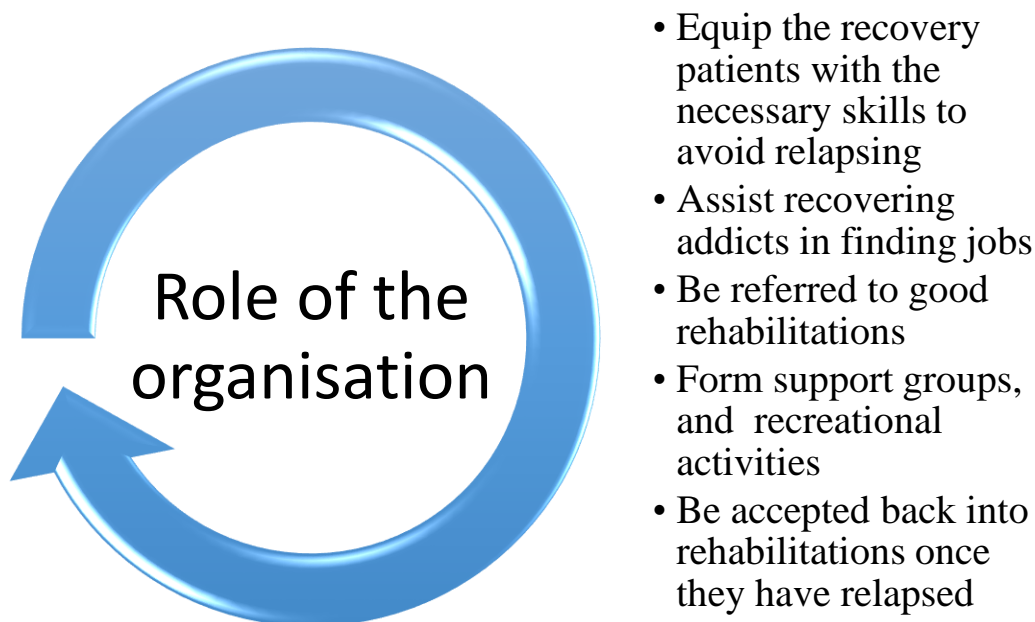 Role of the
organisation
• Equip the recovery
patients with the
necessary skills to
avoid relapsing
• Assist recovering
addicts in finding jobs
• Be referred to good
rehabilitations
• Form support groups,
and  recreational
activities
• Be accepted back into
rehabilitations once
they have relapsed